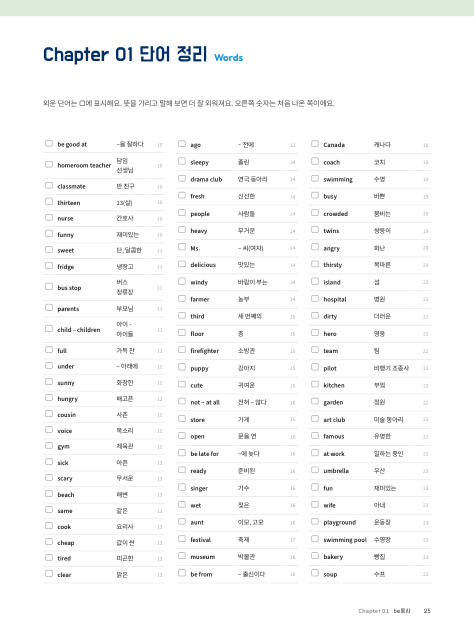 Chapter 01 단어 정리 Words
외운 단어는 □에 표시해요. 뜻을 가리고 말해 보면 더 잘 외워져요. 오른쪽 숫자는 처음 나온 쪽이에요.
be good at ~을 잘하다 10
homeroom teacher 담임
선생님 10
classmate 반 친구 10
thirteen 13(살) 10
nurse 간호사 10
funny 재미있는 10
sweet 단, 달콤한 11
fridge 냉장고 11
bus stop 버스
정류장 11
parents 부모님 11
child – children 아이 –
아이들 11
full 가득 찬 11
under ~ 아래에 11
sunny 화창한 11
hungry 배고픈 12
cousin 사촌 11
voice 목소리 11
gym 체육관 11
sick 아픈 13
scary 무서운 13
beach 해변 13
same 같은 13
cook 요리사 13
cheap 값이 싼 13
tired 피곤한 13
clear 맑은 13
ago ~ 전에 13
sleepy 졸린 14
drama club 연극 동아리 14
fresh 신선한 14
people 사람들 14
heavy 무거운 14
Ms. ~ 씨(여자) 14
delicious 맛있는 14
windy 바람이 부는 14
farmer 농부 14
third 세 번째의 15
floor 층 15
firefighter 소방관 15
puppy 강아지 15
cute 귀여운 15
not ~ at all 전혀 ~ 않다 16
store 가게 16
open 문을 연 16
be late for ~에 늦다 16
ready 준비된 16
singer 가수 16
wet 젖은 16
aunt 이모, 고모 16
festival 축제 17
museum 박물관 18
be from ~ 출신이다 18
Canada 캐나다 18
coach 코치 19
swimming 수영 19
busy 바쁜 19
crowded 붐비는 19
twins 쌍둥이 19
angry 화난 20
thirsty 목마른 20
island 섬 22
hospital 병원 22
dirty 더러운 22
hero 영웅 22
team 팀 22
pilot 비행기 조종사 22
kitchen 부엌 22
garden 정원 22
art club 미술 동아리 22
famous 유명한 22
at work 일하는 중인 22
umbrella 우산 23
fun 재미있는 23
wife 아내 23
playground 운동장 23
swimming pool 수영장 23
bakery 빵집 23
soup 수프 23
Chapter 01 be동사 25